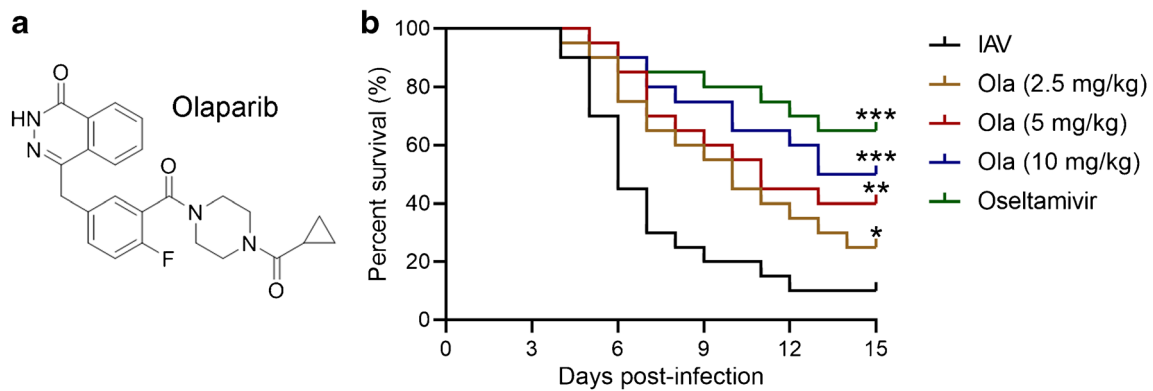 a
Olaparib
O
HN
N
O
N
F
N
O
b
Percent survival (%)
100
80
60
40
20
0
0 3 6 9 12 15
Days post-infection
***
***
**
*
IAV
Ola (2.5 mg/kg)
Ola (5 mg/kg)
Ola (10 mg/kg)
Oseltamivir